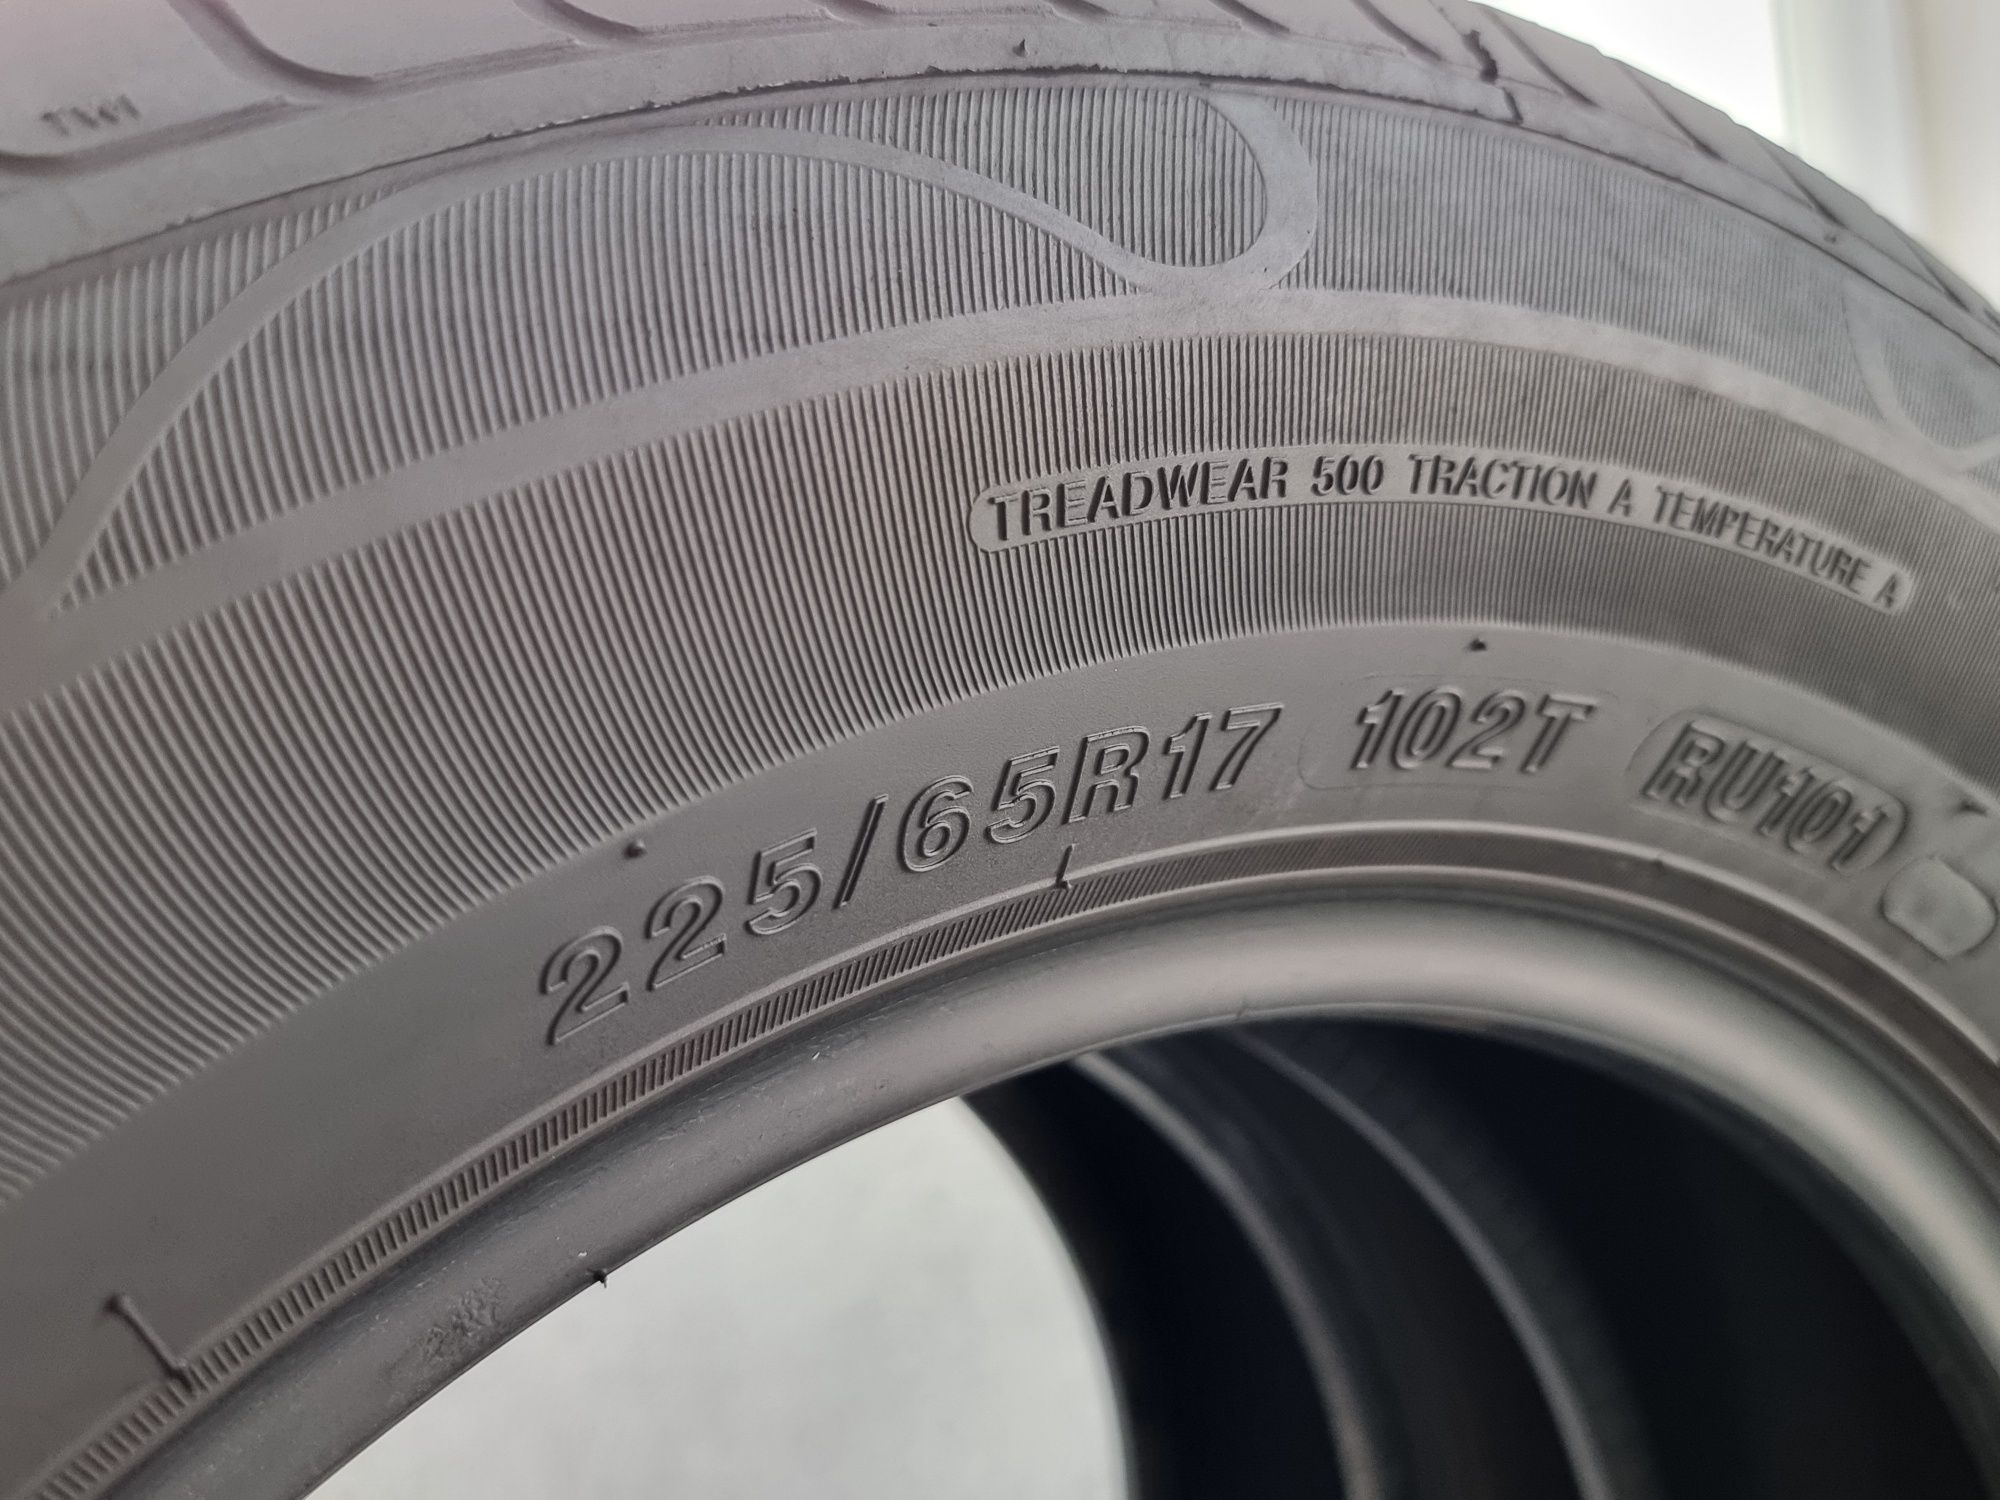 TWI
TREADWEAR 500 TRACTION A TEMPERATURE A
225/65R17 102T RU101